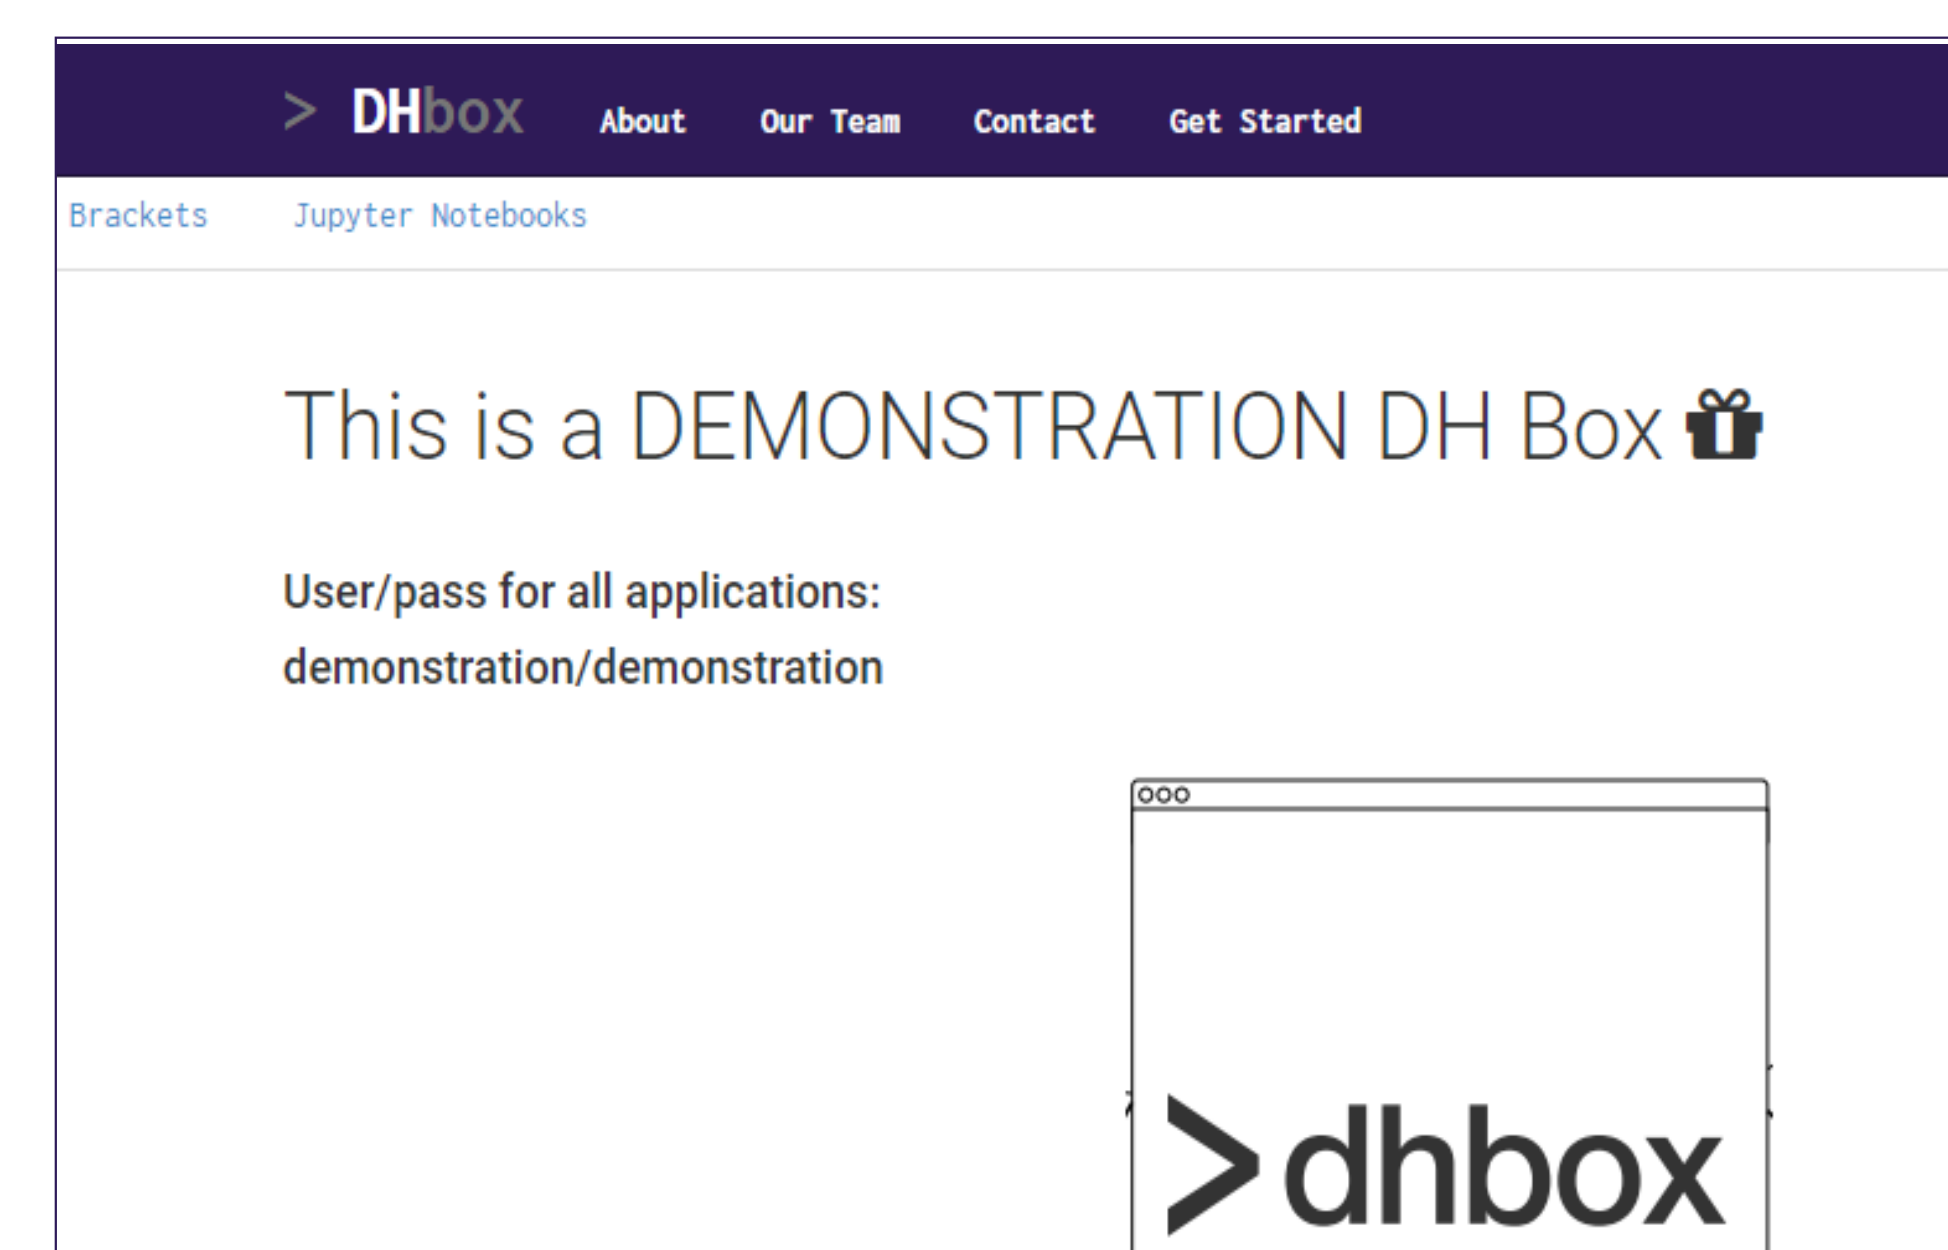 > DHbox About Our Team Contact Get Started
Brackets Jupyter Notebooks
This is a DEMONSTRATION DH Box
User/pass for all applications:
demonstration/demonstration
>dhbox